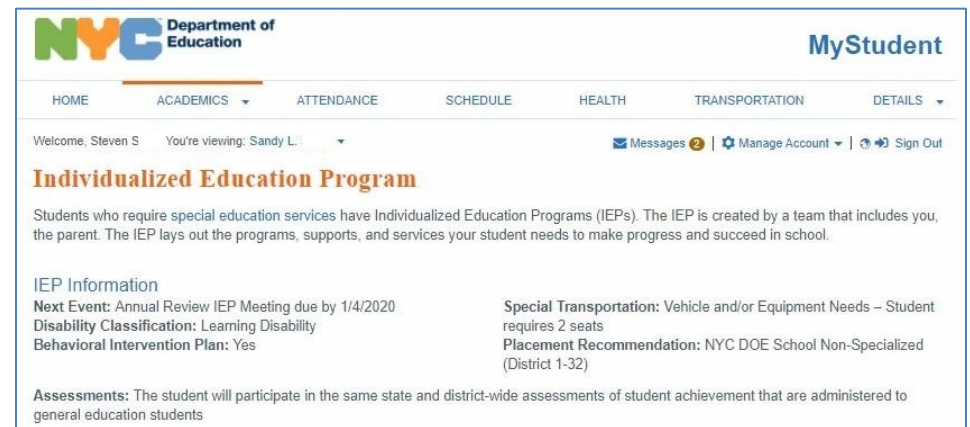 NYC Department of
Education
MyStudent
HOME ACADEMICS ATTENDANCE SCHEDULE HEALTH TRANSPORTATION DETAILS
Welcome, Steven S You're viewing: Sandy L. Messages 2 | Manage Account | Sign Out
Individualized Education Program
Students who require special education services have Individualized Education Programs (IEPs). The IEP is created by a team that includes you,
the parent. The IEP lays out the programs, supports, and services your student needs to make progress and succeed in school.
IEP Information
Next Event: Annual Review IEP Meeting due by 1/4/2020
Disability Classification: Learning Disability
Behavioral Intervention Plan: Yes
Special Transportation: Vehicle and/or Equipment Needs – Student
requires 2 seats
Placement Recommendation: NYC DOE School Non-Specialized
(District 1-32)
Assessments: The student will participate in the same state and district-wide assessments of student achievement that are administered to
general education students